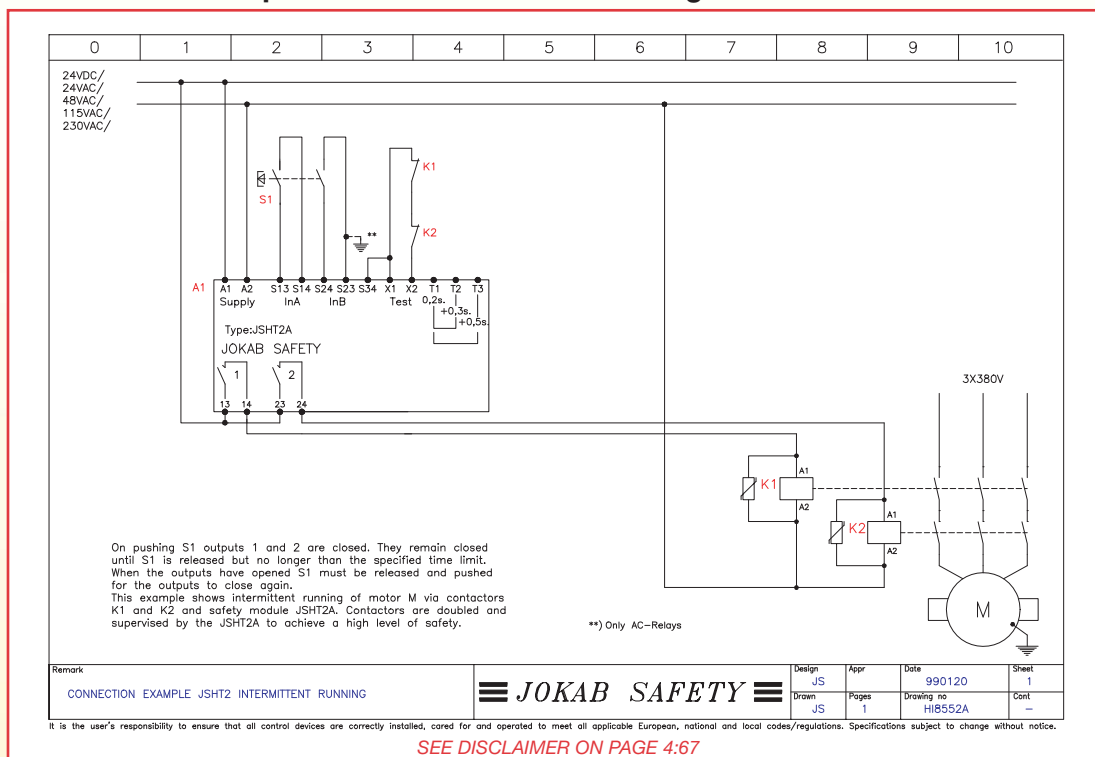 0 1 2 3 4 5 6 7 8 9 10
24VDC/
24VAC/
48VAC/
115VAC/
230VAC/
K1
S1
**
K2
A1
A1 A2 S13 S14 S24 S23 S34 X1 X2 T1 T2 T3
Supply InA InB Test 0,2s.
+0,3s.
+0,5s.
Type:JSHT2A
JOKAB SAFETY
1 2
13 14 23 24
3X380V
K1 A1
A2
K2 A1
A2
M
On pushing S1 outputs 1 and 2 are closed. They remain closed
until S1 is released but no longer than the specified time limit.
When the outputs have opened S1 must be released and pushed
for the outputs to close again.
This example shows intermittent running of motor M via contactors
K1 and K2 and safety module JSHT2A. Contactors are doubled and
supervised by the JSHT2A to achieve a high level of safety.
**) Only AC-Relays
Remark
CONNECTION EXAMPLE JSHT2 INTERMITTENT RUNNING
JOKAB SAFETY
Design Appr Date Sheet
JS 990120 1
Drawn Pages Drawing no Cont
JS 1 HI8552A –
It is the user's responsibility to ensure that all control devices are correctly installed, cared for and operated to meet all applicable European, national and local codes/regulations. Specifications subject to change without notice.
SEE DISCLAIMER ON PAGE 4:67